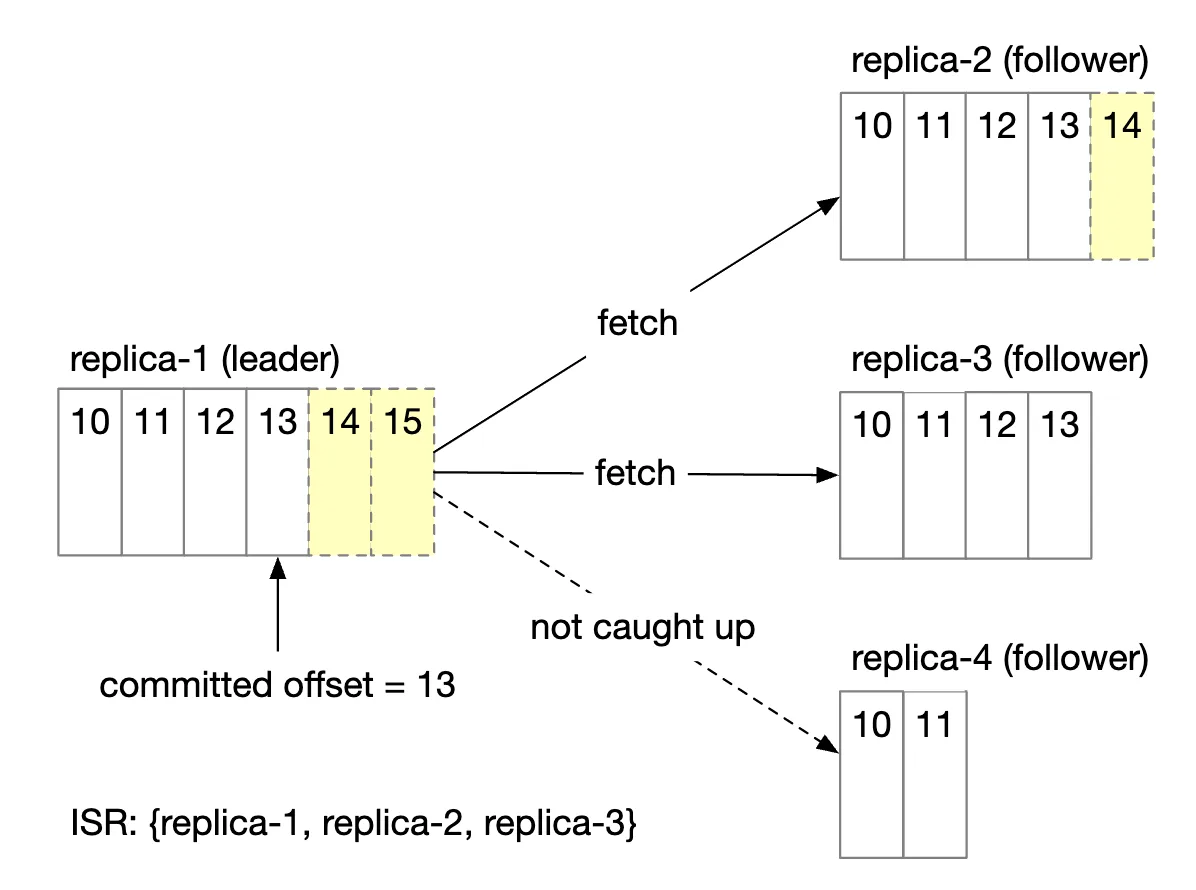 replica-2 (follower)
10 11 12 13 14
fetch
replica-1 (leader)
10 11 12 13 14 15
replica-3 (follower)
10 11 12 13
fetch
not caught up
committed offset = 13
replica-4 (follower)
10 11
ISR: {replica-1, replica-2, replica-3}